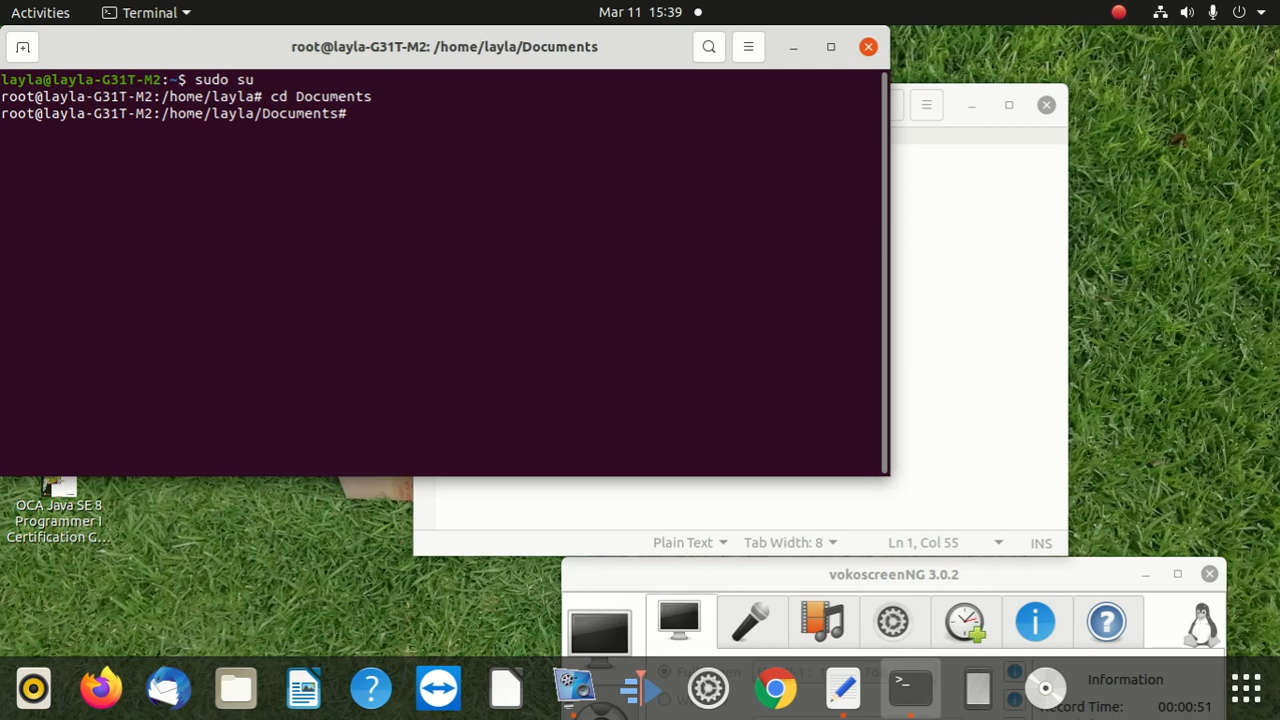 Activities
Terminal
Mar 11 15:39
root@layla-G31T-M2: /home/layla/Documents
layla@layla-G31T-M2:~$ sudo su
root@layla-G31T-M2:/home/layla# cd Documents
root@layla-G31T-M2:/home/layla/Documents#
OCA Java SE 8
Programmer I
Certification G...
Plain Text
Tab Width: 8
Ln 1, Col 55
INS
vokoscreenNG 3.0.2
Information
Record Time:
00:00:51